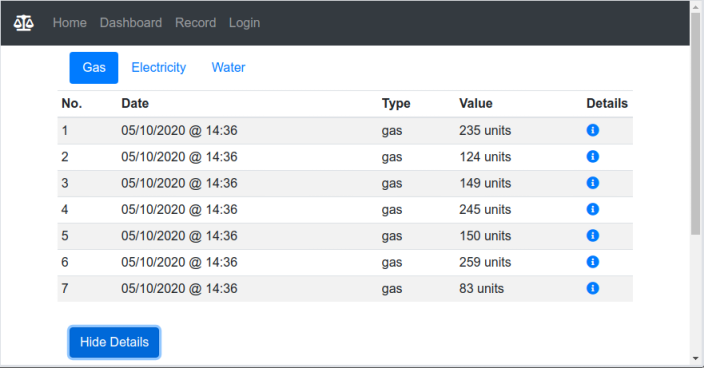 Home Dashboard Record Login
Gas Electricity Water
No. Date Type Value Details
1 05/10/2020 @ 14:36 gas 235 units
2 05/10/2020 @ 14:36 gas 124 units
3 05/10/2020 @ 14:36 gas 149 units
4 05/10/2020 @ 14:36 gas 245 units
5 05/10/2020 @ 14:36 gas 150 units
6 05/10/2020 @ 14:36 gas 259 units
7 05/10/2020 @ 14:36 gas 83 units
Hide Details